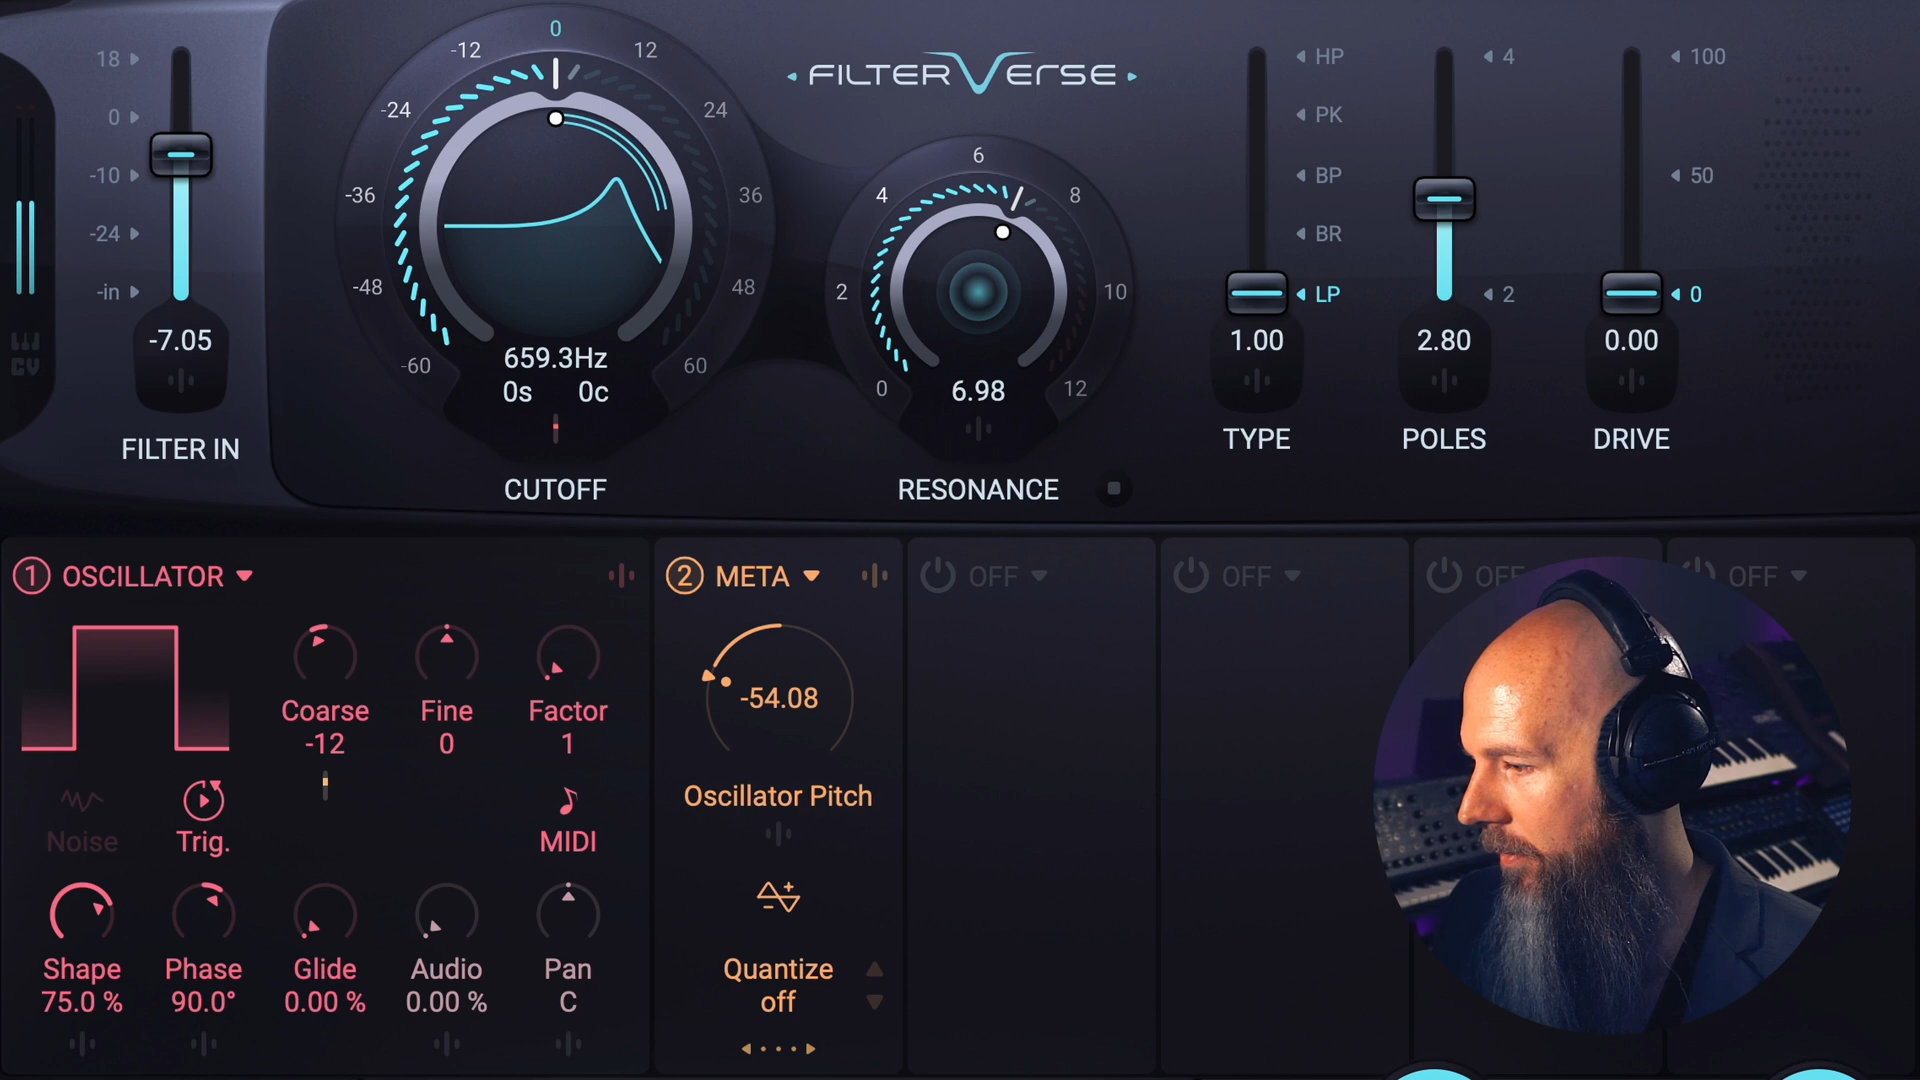 18
0
-10
-24
-in
-7.05
CV
FILTER IN
0
-12
12
-24
24
-36
36
-48
48
-60
60
659.3Hz
0s 0c
CUTOFF
FILTERVERSE
6
4
8
2
10
0
12
6.98
RESONANCE
HP
PK
BP
BR
LP
1.00
TYPE
4
2
2.80
POLES
100
50
0
0.00
DRIVE
1 OSCILLATOR
Coarse
-12
Fine
0
Factor
1
Noise
Trig.
MIDI
Shape
75.0 %
Phase
90.0°
Glide
0.00 %
Audio
0.00 %
Pan
C
2 META
-54.08
Oscillator Pitch
Quantize
off
OFF
OFF
OFF
OFF